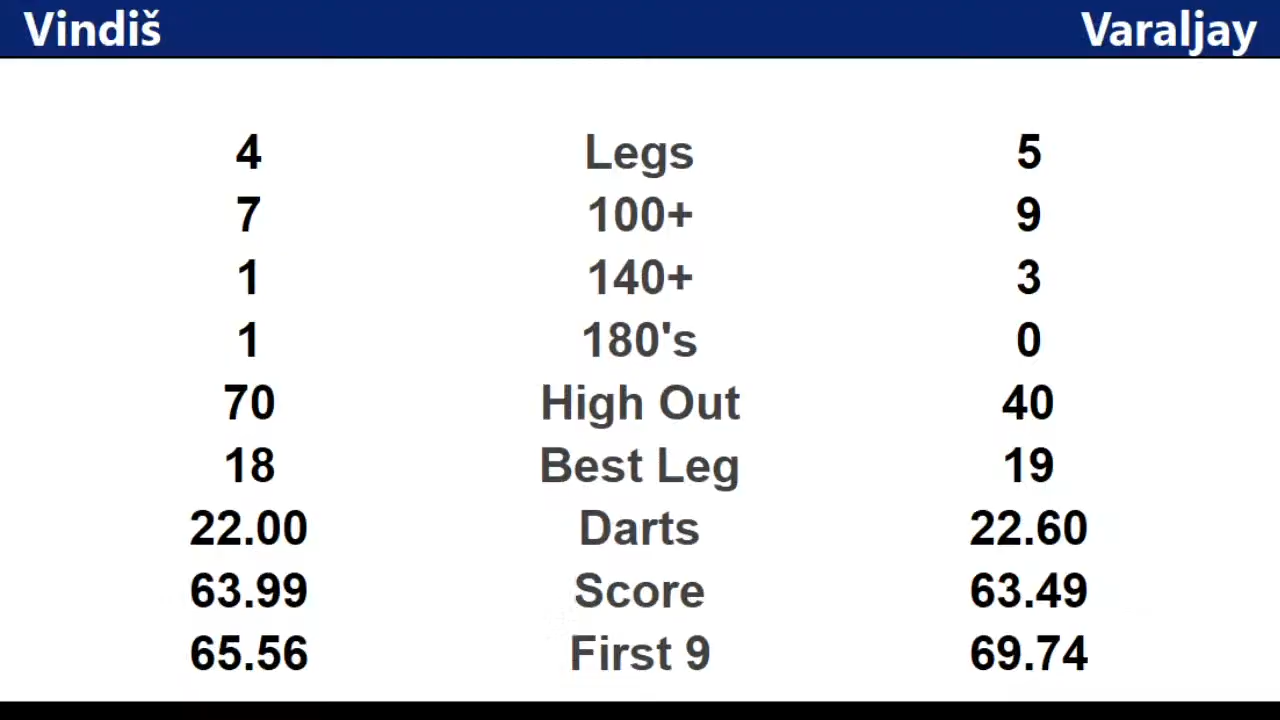 Vindiš Varaljay
4 Legs 5
7 100+ 9
1 140+ 3
1 180's 0
70 High Out 40
18 Best Leg 19
22.00 Darts 22.60
63.99 Score 63.49
65.56 First 9 69.74